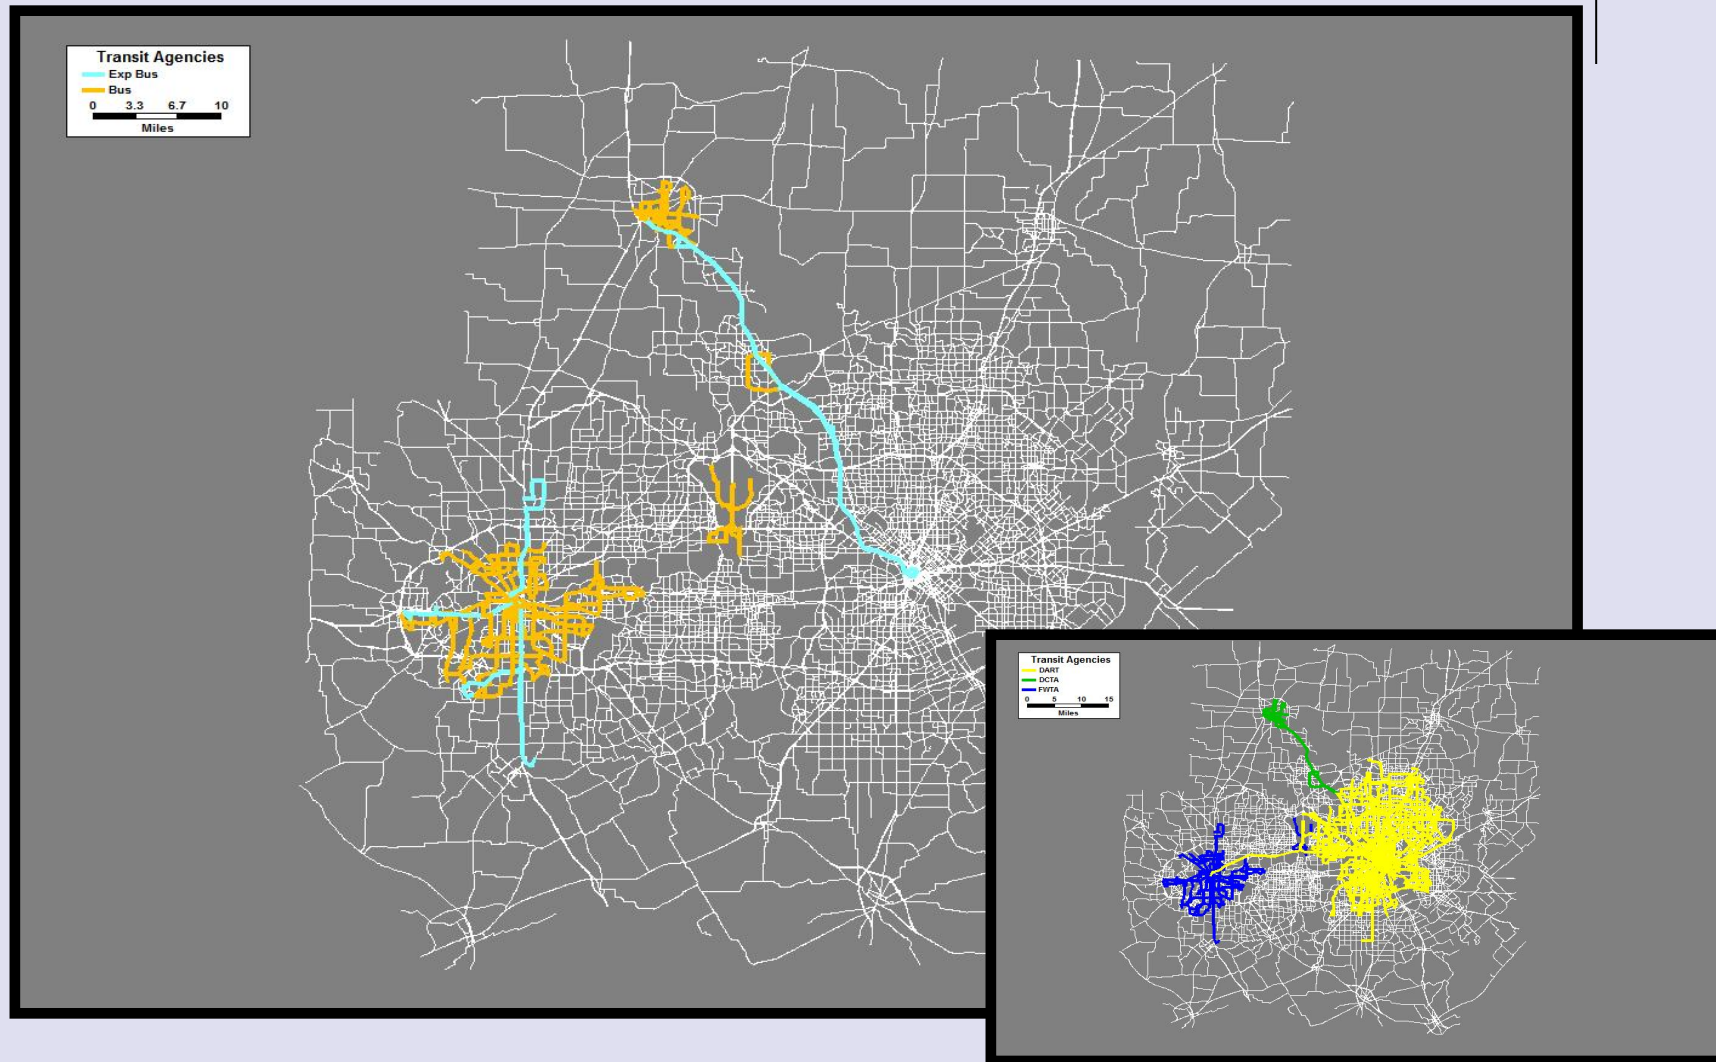 Transit Agencies
Exp Bus
Bus
0 3.3 6.7 10
Miles
Transit Agencies
DART
DCTA
FWTA
0 5 10 15
Miles